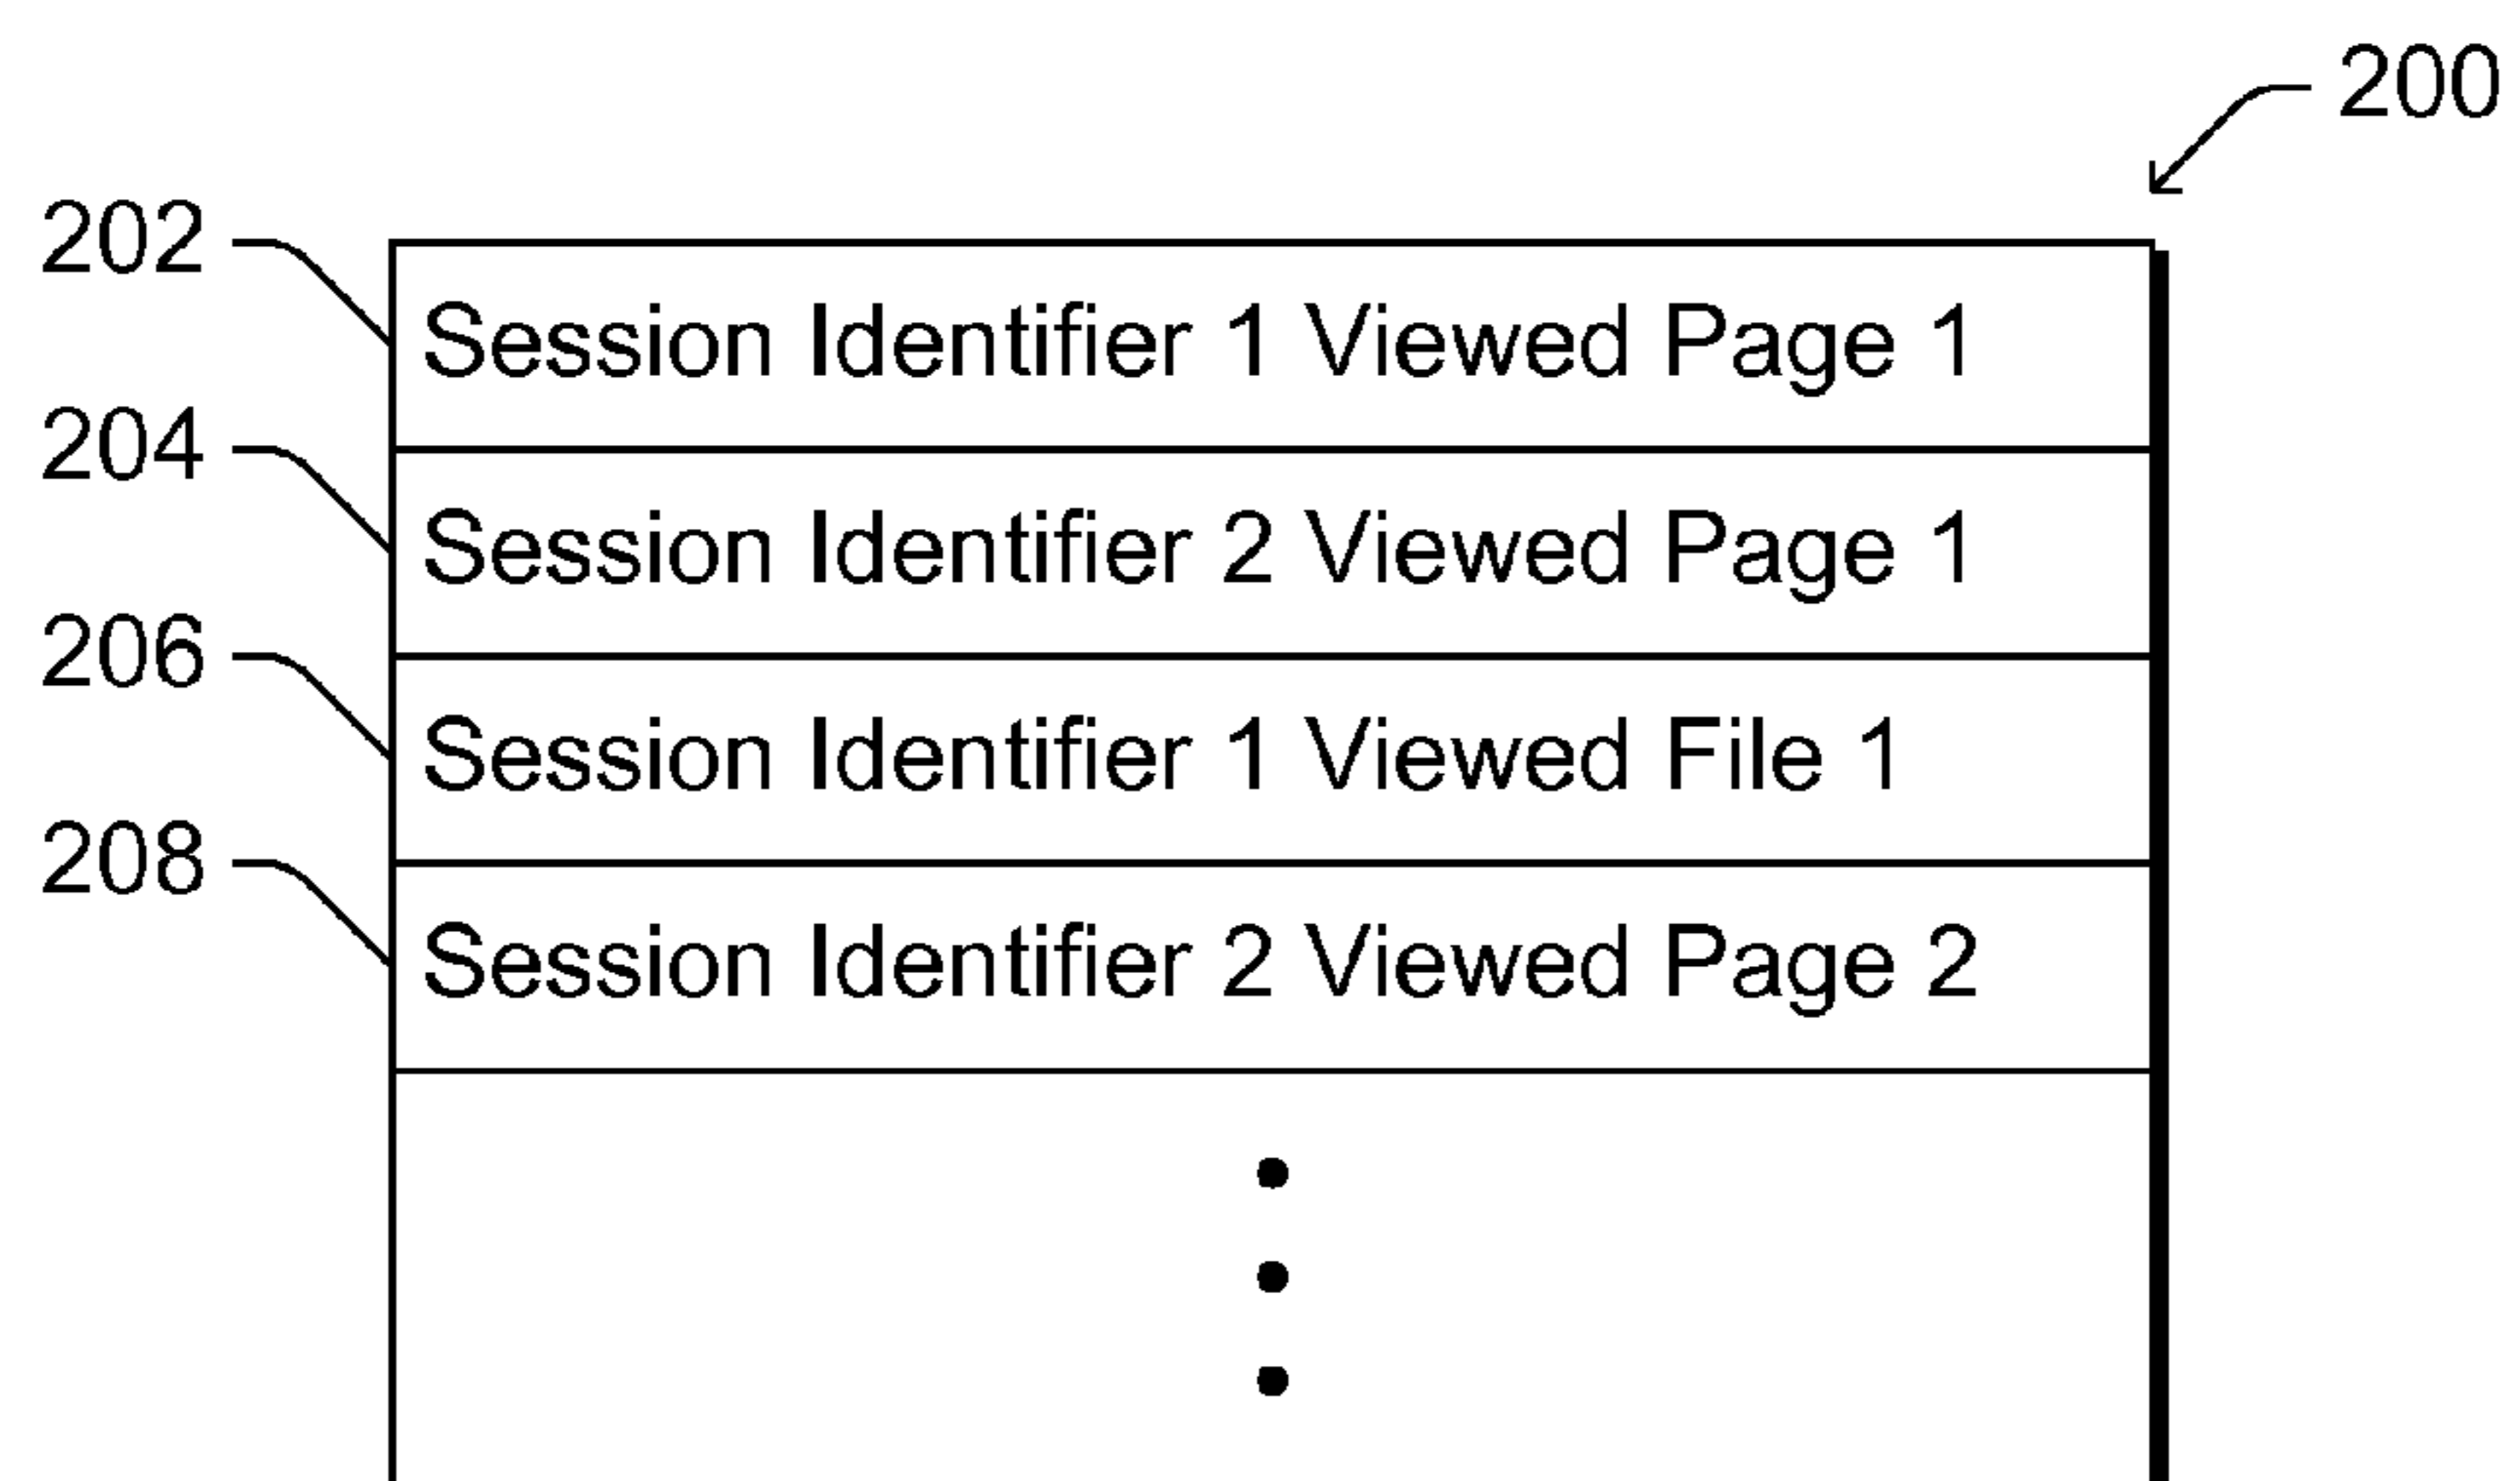 200
202
Session Identifier 1 Viewed Page 1
204
Session Identifier 2 Viewed Page 1
206
Session Identifier 1 Viewed File 1
208
Session Identifier 2 Viewed Page 2